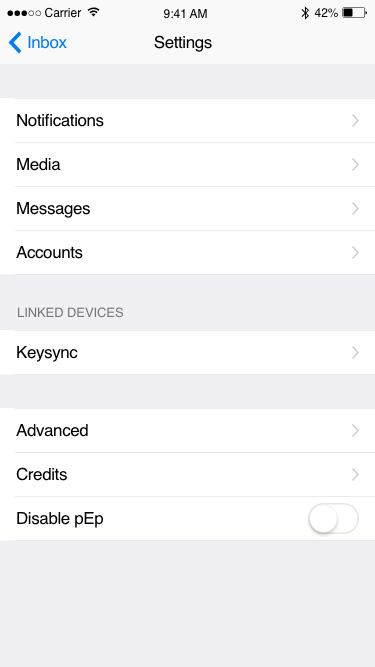 Carrier 9:41 AM 42%
Inbox Settings
Notifications
Media
Messages
Accounts
LINKED DEVICES
Keysync
Advanced
Credits
Disable pEp